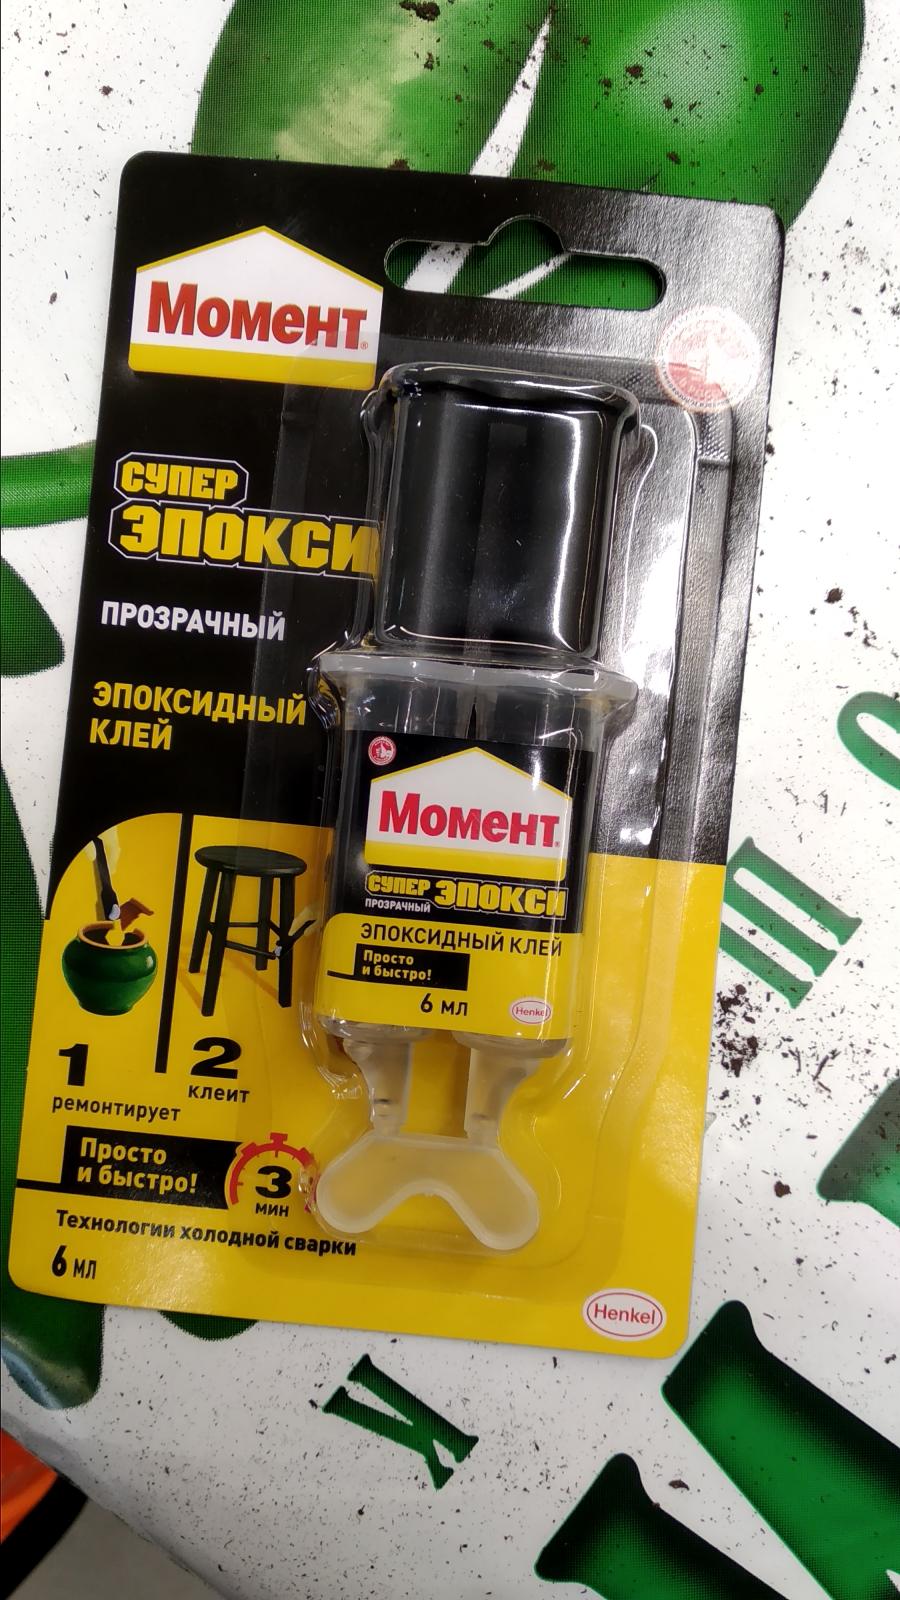 Момент
СУПЕР
ЭПОКСИ
ПРОЗРАЧНЫЙ
ЭПОКСИДНЫЙ
КЛЕЙ
Момент
СУПЕР ЭПОКСИ
ПРОЗРАЧНЫЙ
ЭПОКСИДНЫЙ КЛЕЙ
Просто
и быстро!
6 мл
Henkel
1
ремонтирует
2
клеит
Просто
и быстро!
3
мин
Технологии холодной сварки
6 мл
Henkel